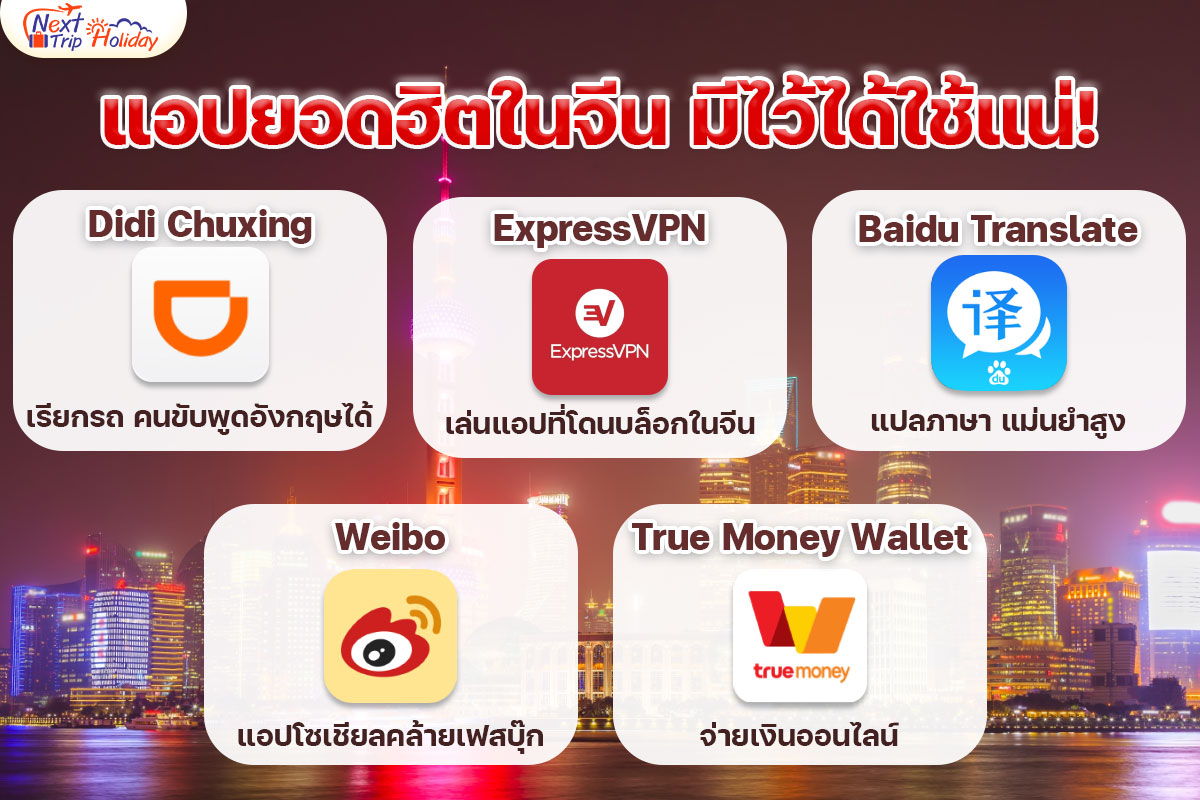 Next
Trip Holiday
แอปยอดฮิตในจีน มีไว้ได้ใช้แน่!
Didi Chuxing
เรียกรถ คนขับพูดอังกฤษได้
ExpressVPN
ExpressVPN
เล่นแอปที่โดนบล็อกในจีน
Baidu Translate
译
du
แปลภาษา แม่นยำสูง
Weibo
แอปโซเชียลคล้ายเฟสบุ๊ก
True Money Wallet
truemoney
จ่ายเงินออนไลน์